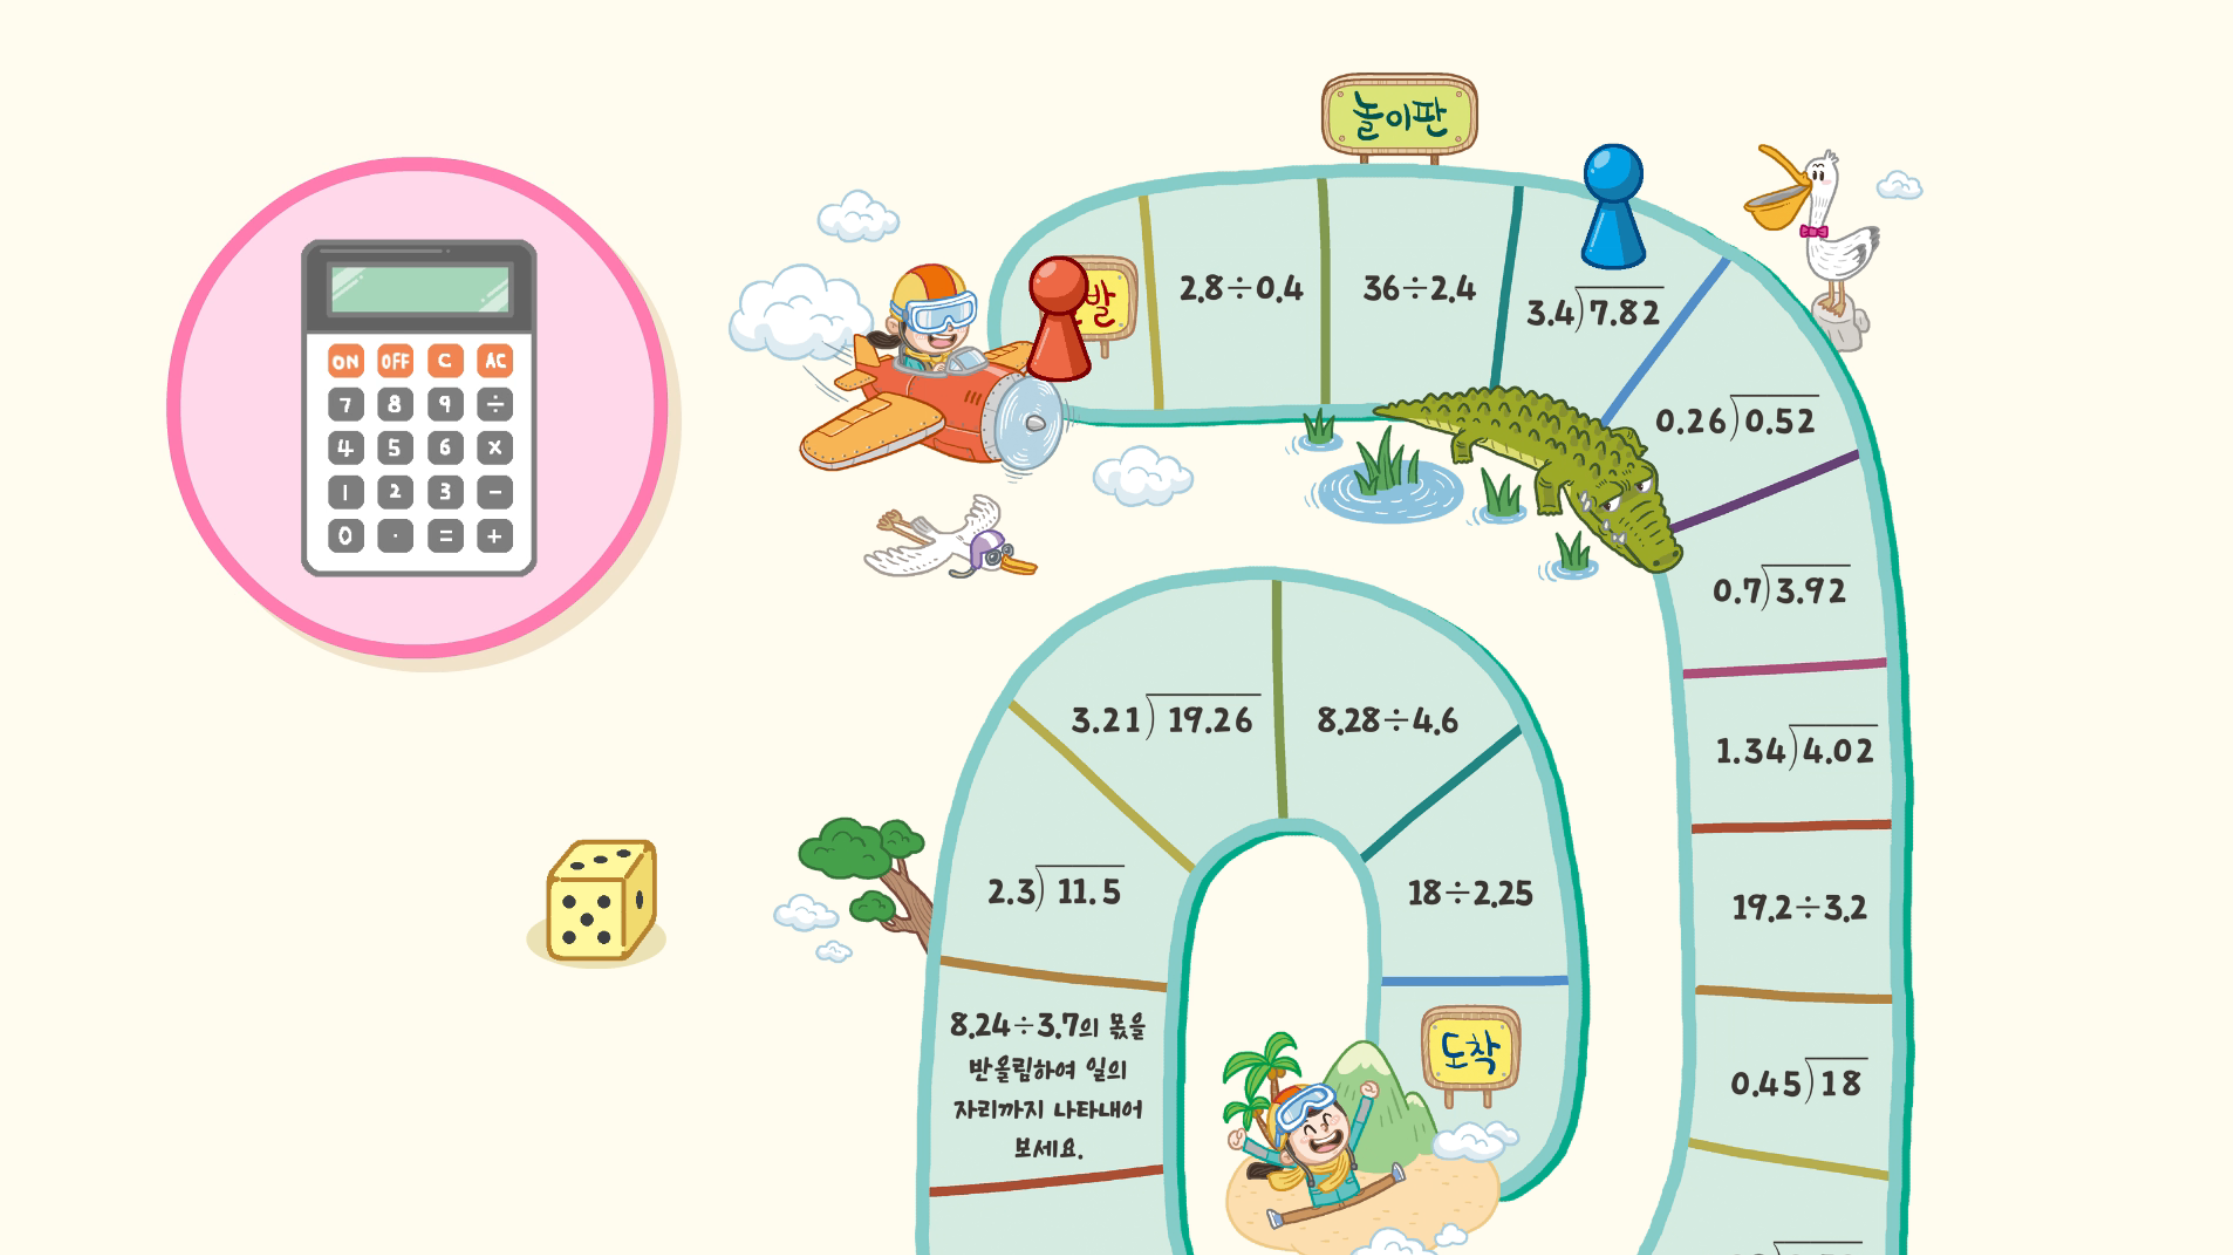 놀이판
발
2.8÷0.4
36÷2.4
3.4)7.82
0.26)0.52
0.7)3.92
1.34)4.02
19.2÷3.2
0.45)18
ON OFF C AC
7 8 9 ÷
4 5 6 ×
1 2 3 −
0 · = +
3.21)19.26
8.28÷4.6
2.3)11.5
18÷2.25
8.24÷3.7의 몫을
반올림하여 일의
자리까지 나타내어
보세요.
도착